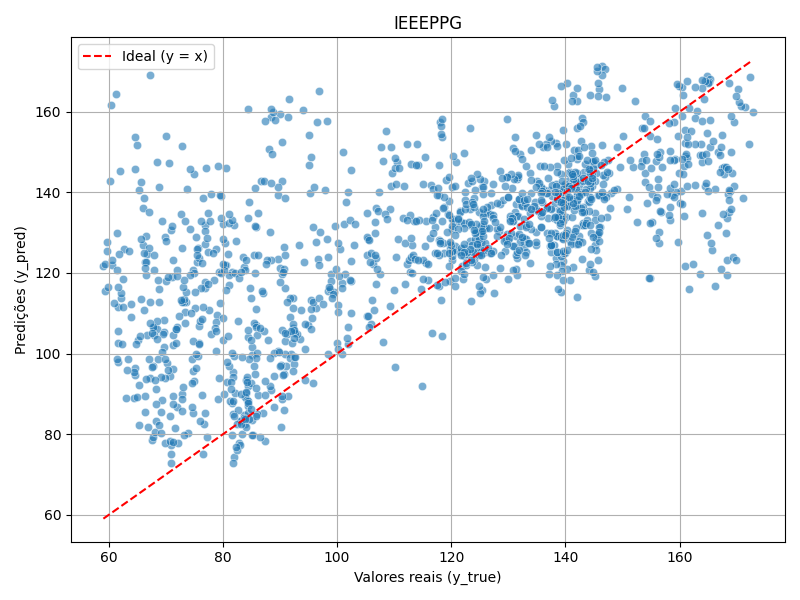 IEEEPPG
Ideal (y = x)
160
140
120
100
80
60
Predições (y_pred)
60 80 100 120 140 160
Valores reais (y_true)